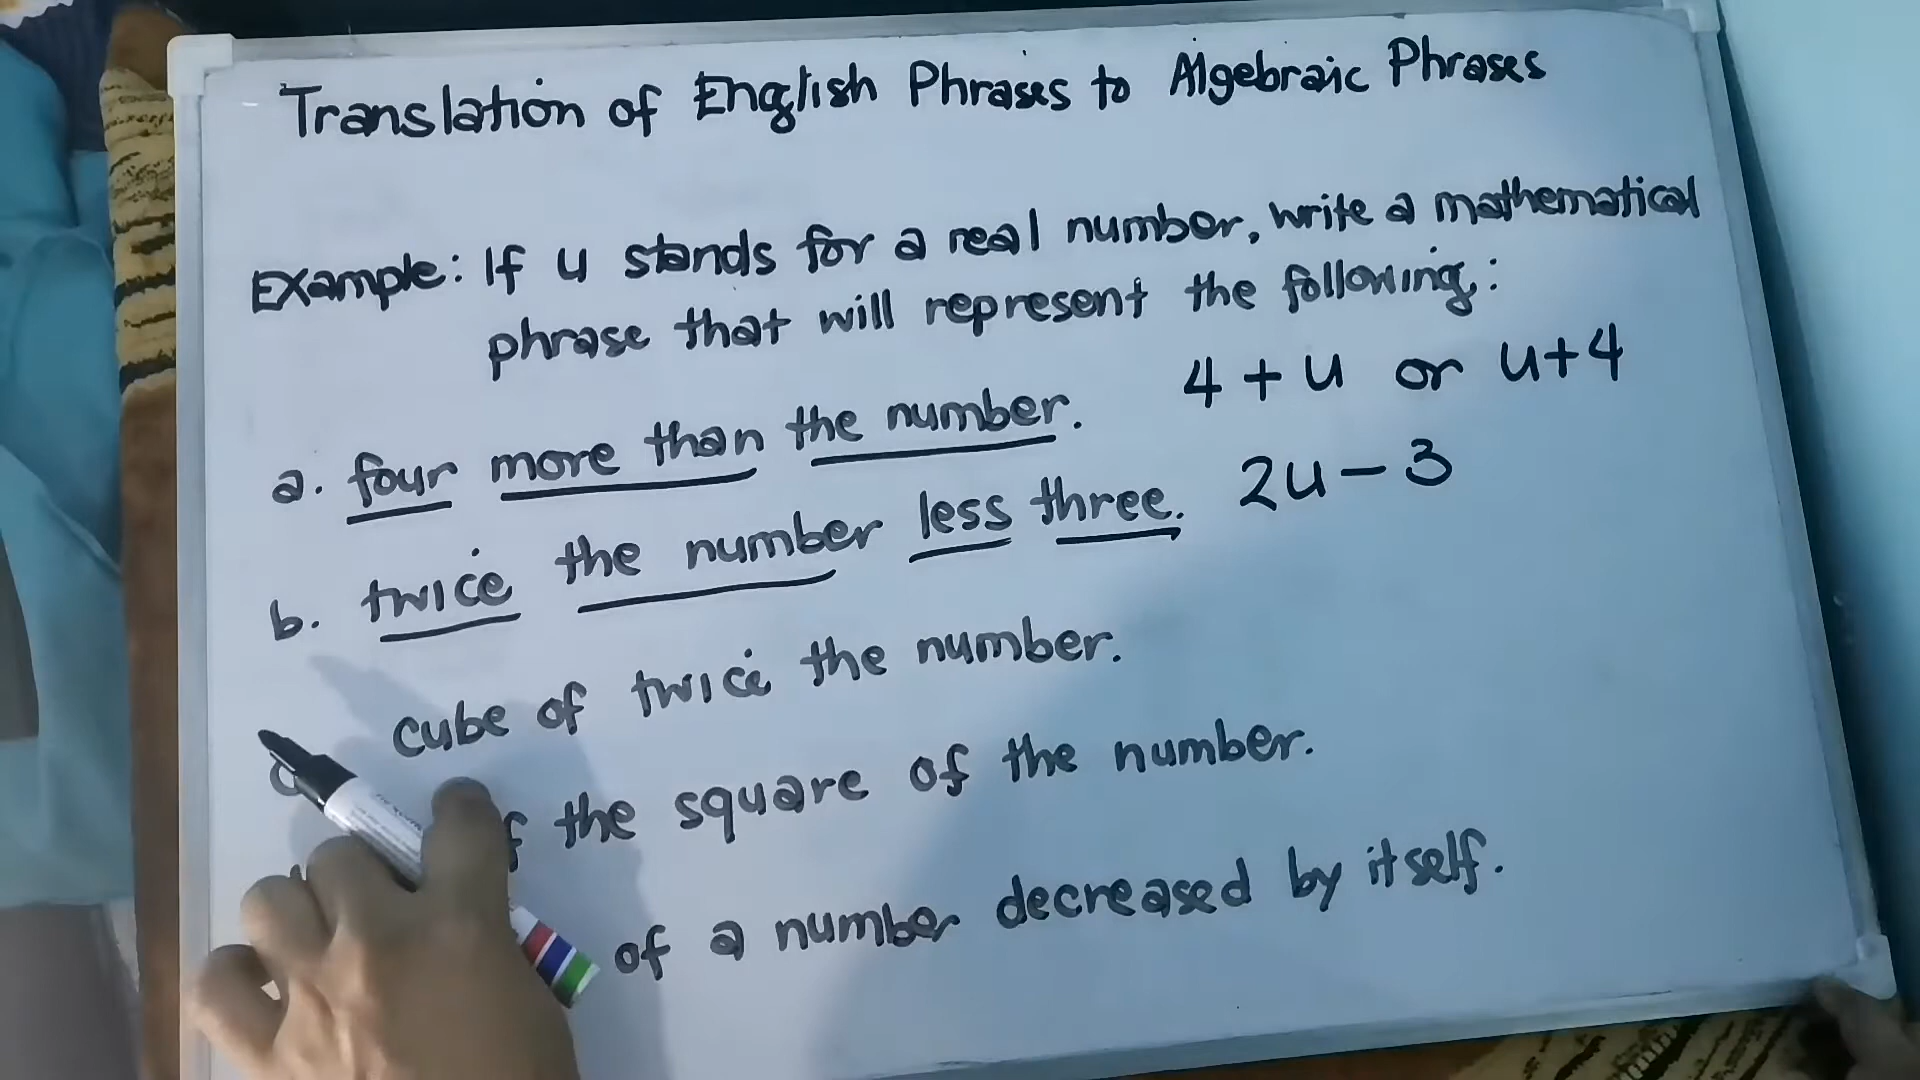 Translation of English Phrases to Algebraic Phrases
Example: If u stands for a real number, write a mathematical
phrase that will represent the following:
a. four more than the number. 4 + u or u + 4
b. twice the number less three. 2u - 3
cube of twice the number.
the square of the number.
of a number decreased by itself.